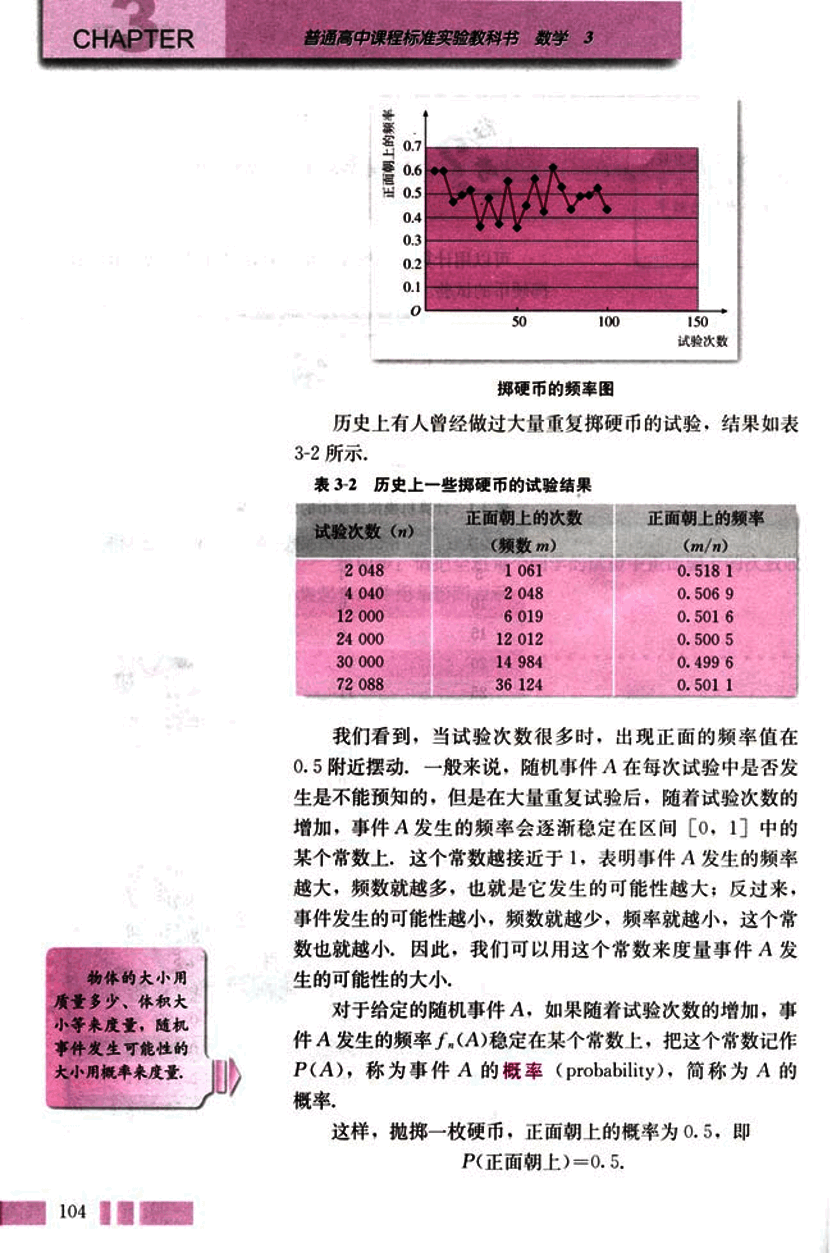 3
CHAPTER
普通高中课程标准实验教科书 数学 3
正面朝上的频率
0.7
0.6
0.5
0.4
0.3
0.2
0.1
O
50 100 150
试验次数
掷硬币的频率图
历史上有人曾经做过大量重复掷硬币的试验，结果如表
3-2 所示.
表 3-2 历史上一些掷硬币的试验结果
试验次数（n） 正面朝上的次数（频数 m） 正面朝上的频率（m/n）
2 048 1 061 0.518 1
4 040 2 048 0.506 9
12 000 6 019 0.501 6
24 000 12 012 0.500 5
30 000 14 984 0.499 6
72 088 36 124 0.501 1
我们看到，当试验次数很多时，出现正面的频率值在
0.5 附近摆动. 一般来说，随机事件 A 在每次试验中是否发
生是不能预知的，但是在大量重复试验后，随着试验次数的
增加，事件 A 发生的频率会逐渐稳定在区间［0，1］中的
某个常数上. 这个常数越接近于 1，表明事件 A 发生的频率
越大，频数就越多，也就是它发生的可能性越大；反过来，
事件发生的可能性越小，频数就越少，频率就越小，这个常
数也就越小. 因此，我们可以用这个常数来度量事件 A 发
生的可能性的大小.
物体的大小用
质量多少、体积大
小等来度量，随机
事件发生可能性的
大小用概率来度量.
对于给定的随机事件 A，如果随着试验次数的增加，事
件 A 发生的频率 fₙ(A)稳定在某个常数上，把这个常数记作
P(A)，称为事件 A 的概率（probability），简称为 A 的
概率.
这样，抛掷一枚硬币，正面朝上的概率为 0.5，即
P(正面朝上)=0.5.
104